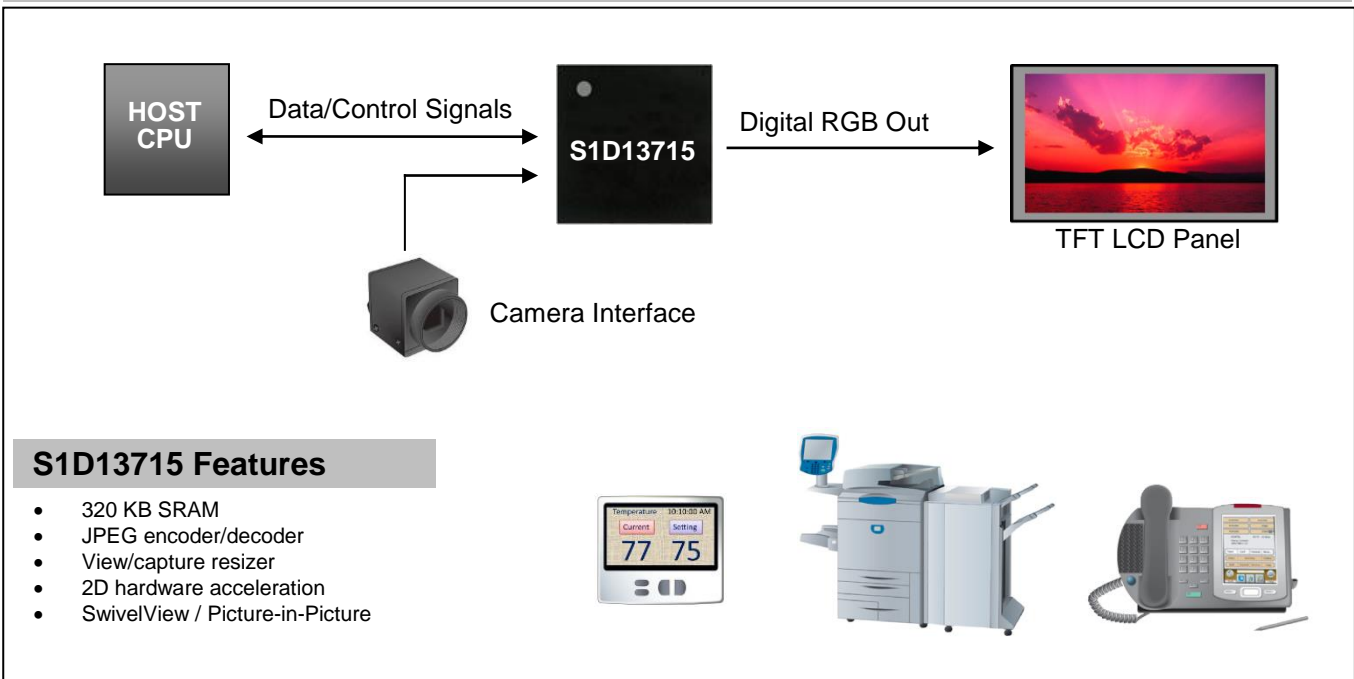 HOST
CPU
Data/Control Signals
S1D13715
Digital RGB Out
TFT LCD Panel
Camera Interface
S1D13715 Features
• 320 KB SRAM
• JPEG encoder/decoder
• View/capture resizer
• 2D hardware acceleration
• SwivelView / Picture-in-Picture
Temperature 10:10:00 AM
Current Setting
77 75